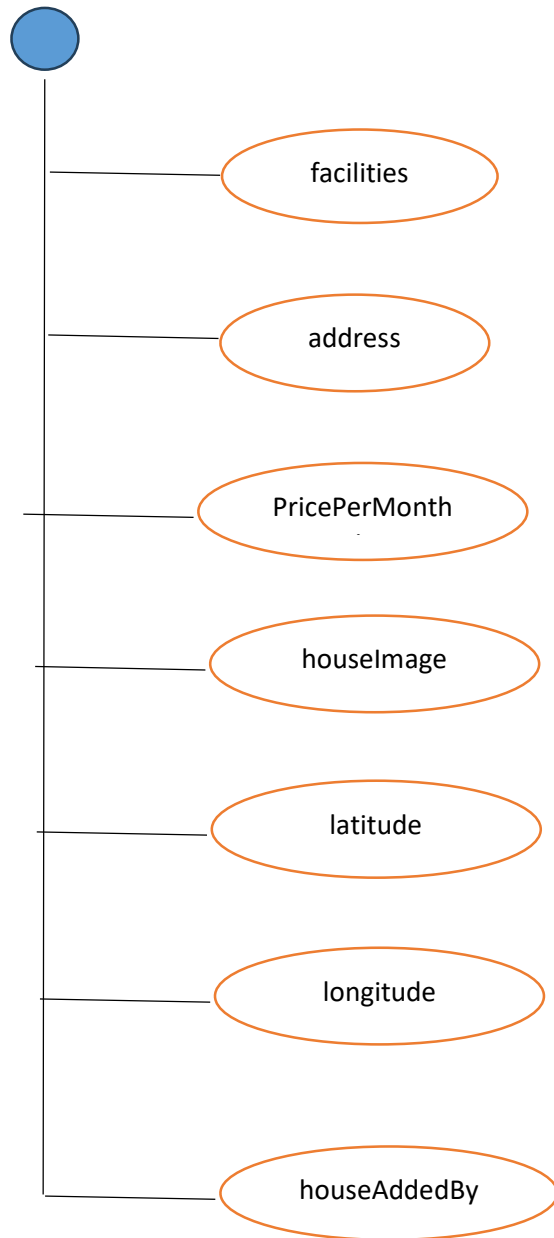 facilities
address
PricePerMonth
houseImage
latitude
longitude
houseAddedBy